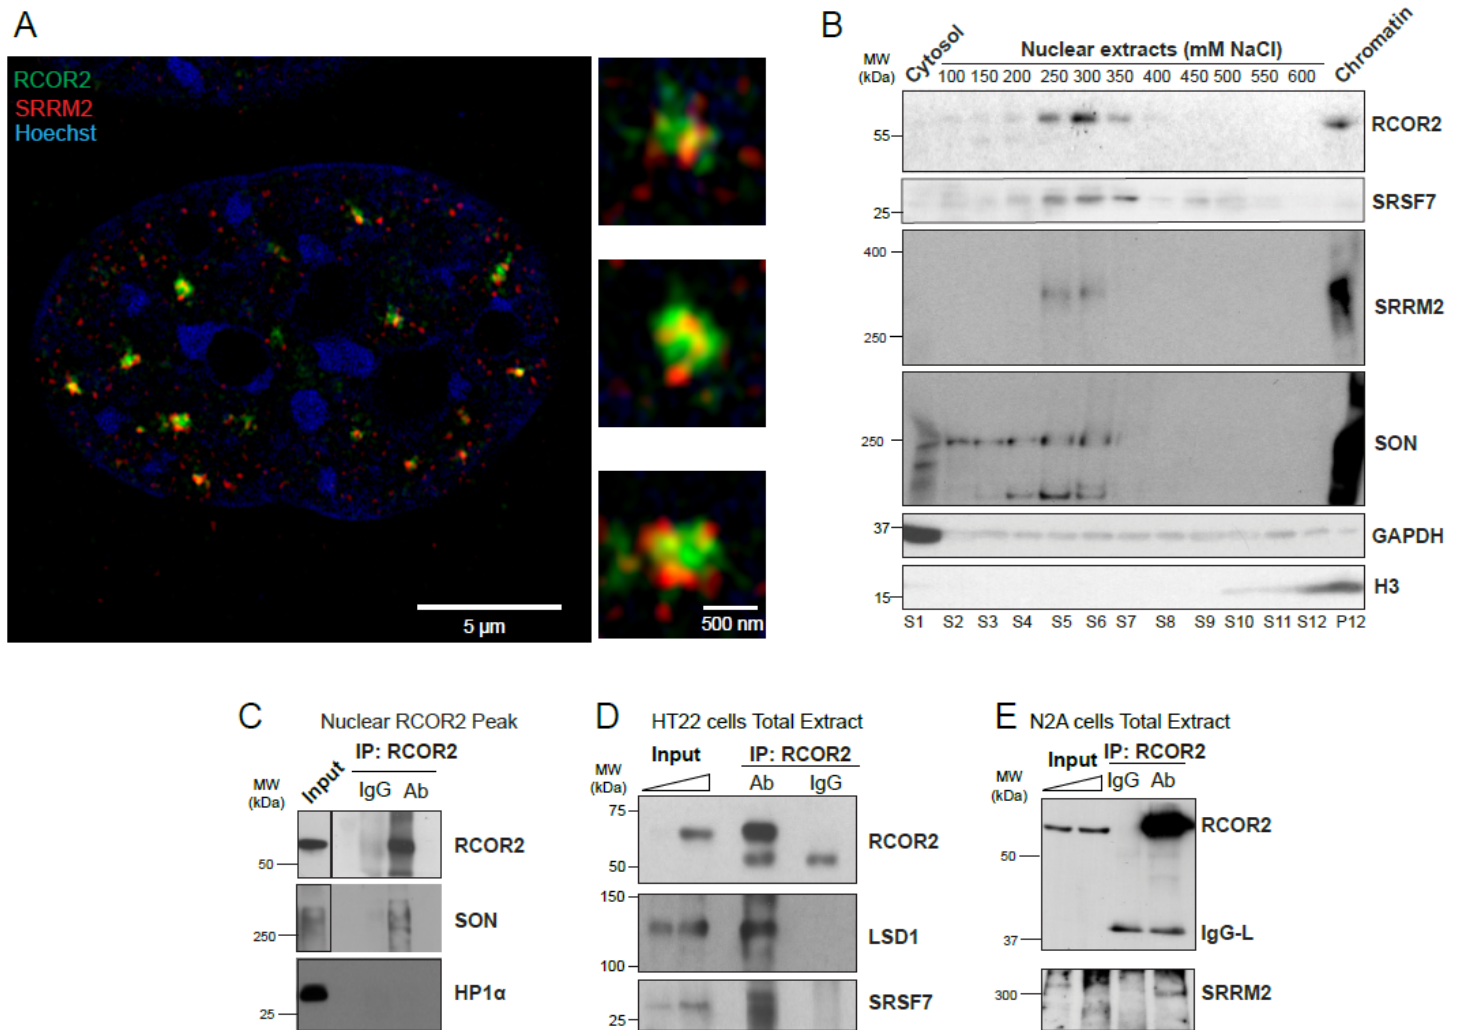 A
RCOR2
SRRM2
Hoechst
5 µm
500 nm
B
MW
(kDa)
Cytosol
Nuclear extracts (mM NaCl)
100 150 200 250 300 350 400 450 500 550 600
Chromatin
55
RCOR2
25
SRSF7
400
250
SRRM2
250
SON
37
GAPDH
15
H3
S1 S2 S3 S4 S5 S6 S7 S8 S9 S10 S11 S12 P12
C
Nuclear RCOR2 Peak
IP: RCOR2
MW
(kDa)
Input
IgG Ab
50
RCOR2
250
SON
25
HP1α
D
HT22 cells Total Extract
Input
IP: RCOR2
MW
(kDa)
Ab IgG
75
50
RCOR2
150
100
LSD1
25
SRSF7
E
N2A cells Total Extract
IP: RCOR2
Input
MW
(kDa)
IgG Ab
RCOR2
50
37
IgG-L
300
SRRM2